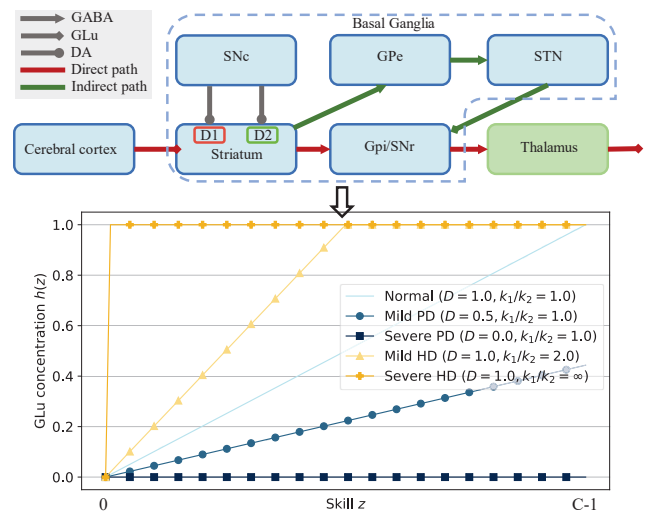 GABA
GLu
DA
Direct path
Indirect path
Basal Ganglia
SNc
GPe
STN
D1
D2
Cerebral cortex
Striatum
Gpi/SNr
Thalamus
GLu concentration h(z)
1.0
0.8
0.6
0.4
0.2
0.0
Normal (D = 1.0, k₁/k₂ = 1.0)
Mild PD (D = 0.5, k₁/k₂ = 1.0)
Severe PD (D = 0.0, k₁/k₂ = 1.0)
Mild HD (D = 1.0, k₁/k₂ = 2.0)
Severe HD (D = 1.0, k₁/k₂ = ∞)
0
Skill z
C-1